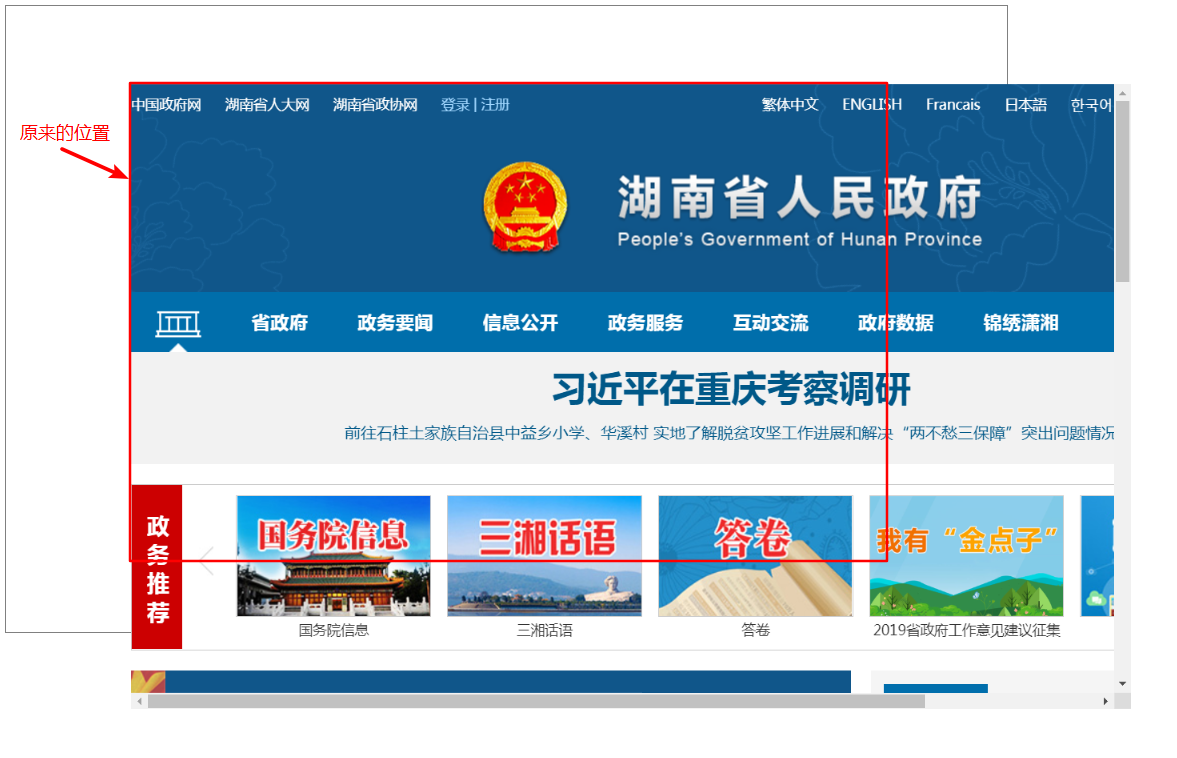 中国政府网 湖南省人大网 湖南省政协网 登录 | 注册 繁体中文 ENGLISH Francais 日本語 한국어
原来的位置
湖南省人民政府
People's Government of Hunan Province
省政府 政务要闻 信息公开 政务服务 互动交流 政府数据 锦绣潇湘
习近平在重庆考察调研
前往石柱土家族自治县中益乡小学、华溪村 实地了解脱贫攻坚工作进展和解决“两不愁三保障”突出问题情况
政务推荐
国务院信息 三湘话语 答卷 我有“金点子”
国务院信息 三湘话语 答卷 2019省政府工作意见建议征集